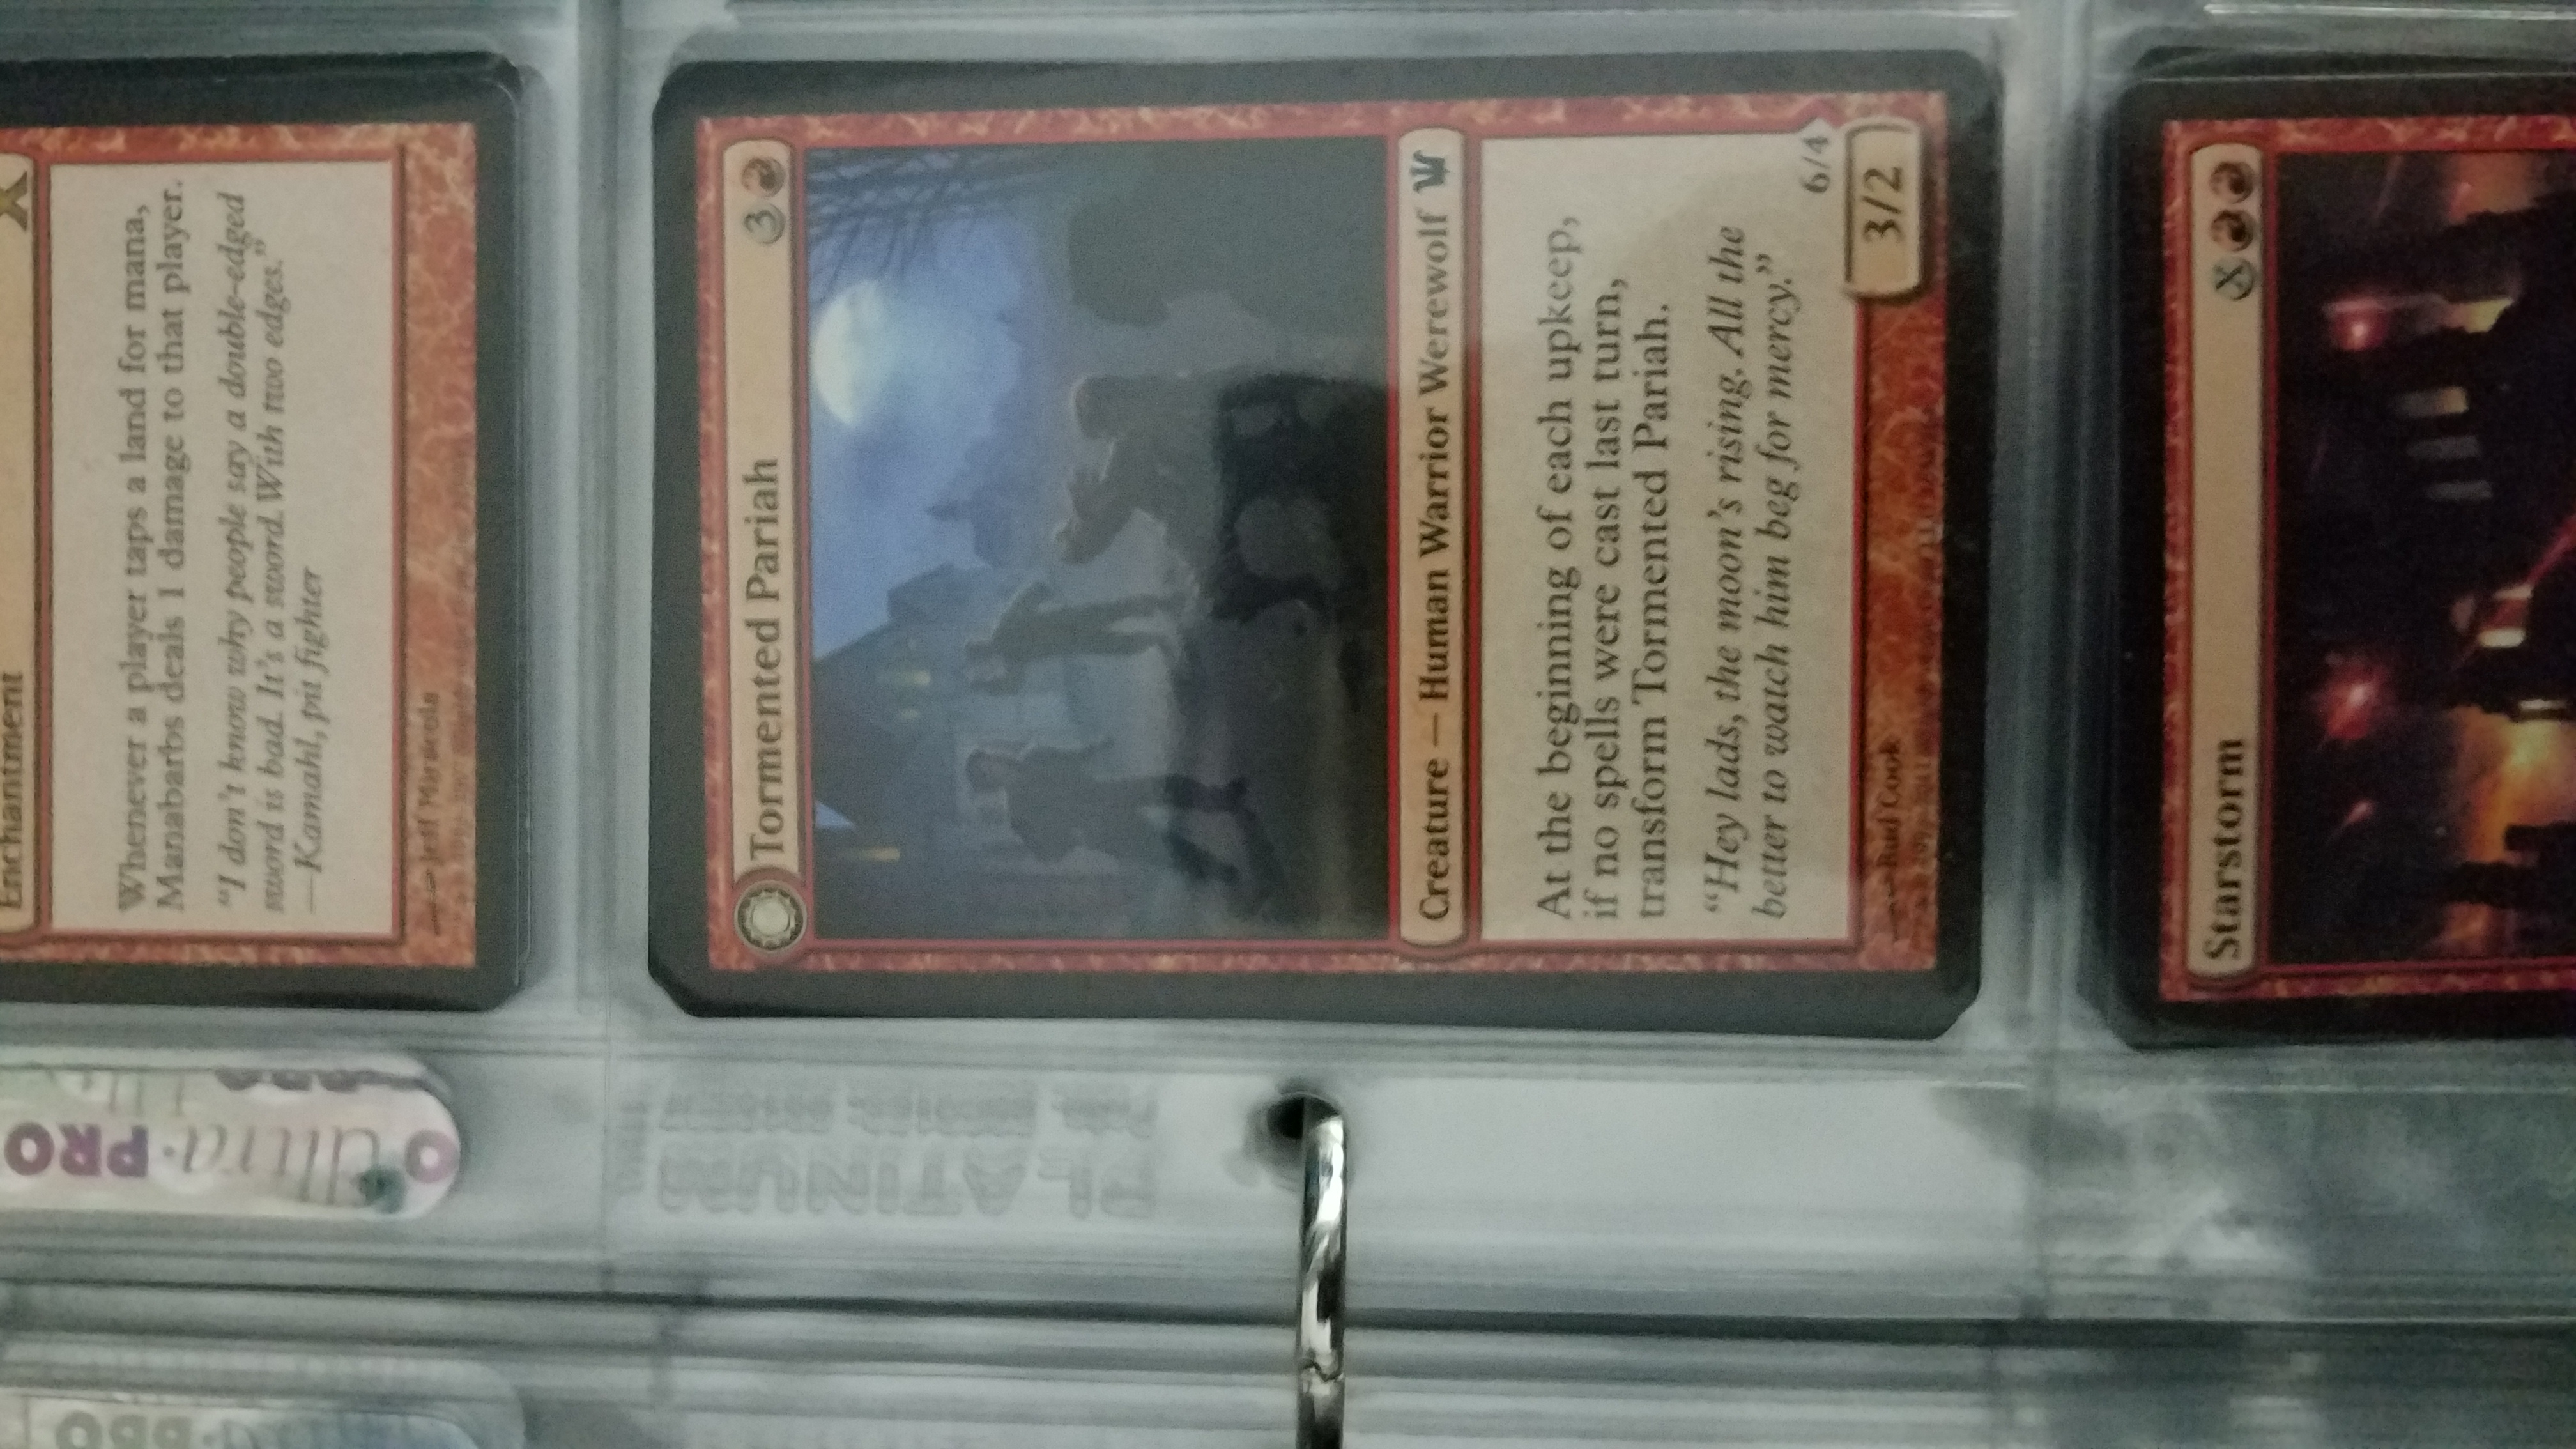 Enchantment
Whenever a player taps a land for mana,
Manabarbs deals 1 damage to that player.
“I don’t know why people say a double-edged
sword is bad. It’s a sword. With two edges.”
—Kamahl, pit fighter
Jeff Miracola
PRO
PLATINUM
Tormented Pariah 3
Creature — Human Warrior Werewolf
At the beginning of each upkeep,
if no spells were cast last turn,
transform Tormented Pariah.
“Hey lads, the moon’s rising. All the
better to watch him beg for mercy.”
6/4
3/2
Bud Cook
Starstorm X